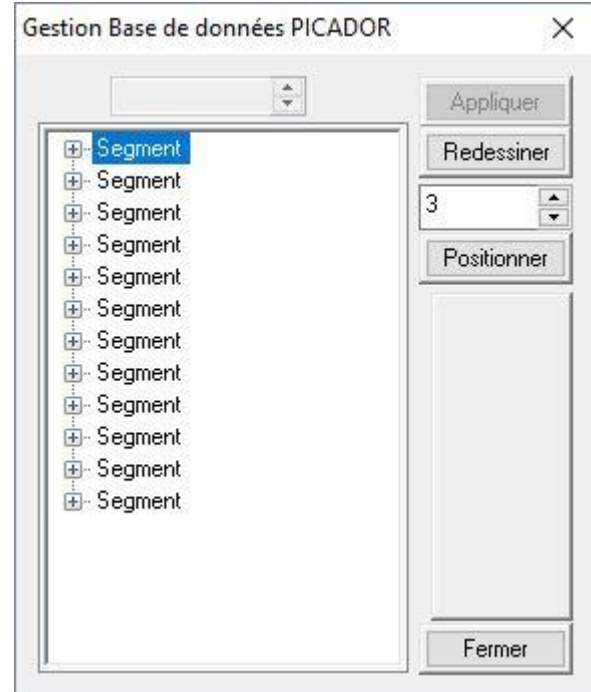 Gestion Base de données PICADOR
Appliquer
Segment
Redessiner
Segment
Segment
3
Segment
Positionner
Segment
Segment
Segment
Segment
Segment
Segment
Segment
Segment
Fermer